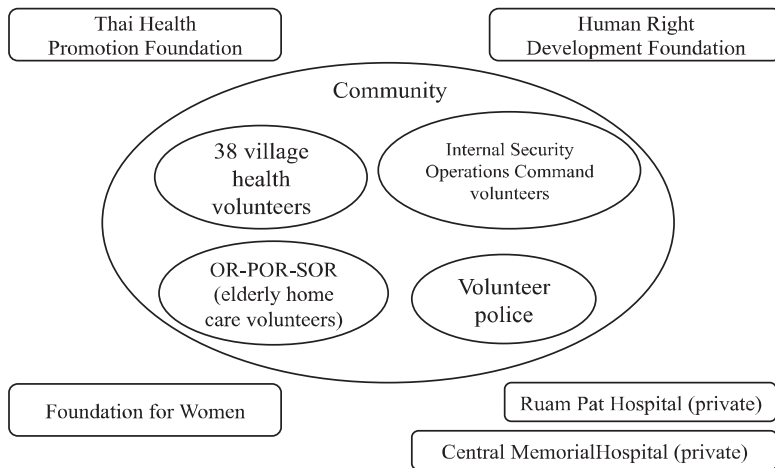 Thai Health
Promotion Foundation
Human Right
Development Foundation
Community
38 village
health
volunteers
Internal Security
Operations Command
volunteers
OR-POR-SOR
(elderly home
care volunteers)
Volunteer
police
Foundation for Women
Ruam Pat Hospital (private)
Central MemorialHospital (private)